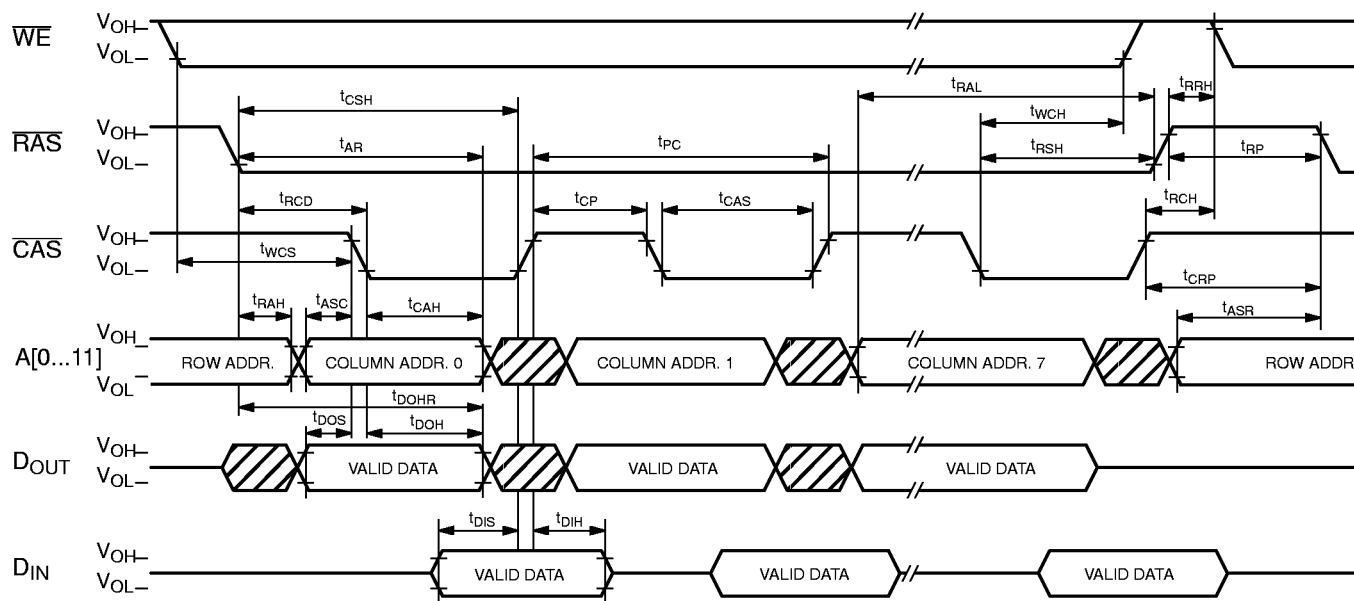 WE VOH VOL
tCSH tRAL tRRH
tWCH
RAS VOH VOL tAR tPC tRSH tRP
tRCD tCP tCAS tRCH
CAS VOH VOL tWCS tCRP
tRAH tASC tCAH tASR
A[0...11] VOH VOL ROW ADDR. COLUMN ADDR. 0 COLUMN ADDR. 1 COLUMN ADDR. 7 ROW ADDR
tDOHR
tDOS tDOH
DOUT VOH VOL VALID DATA VALID DATA VALID DATA
tDIS tDIH
DIN VOH VOL VALID DATA VALID DATA VALID DATA